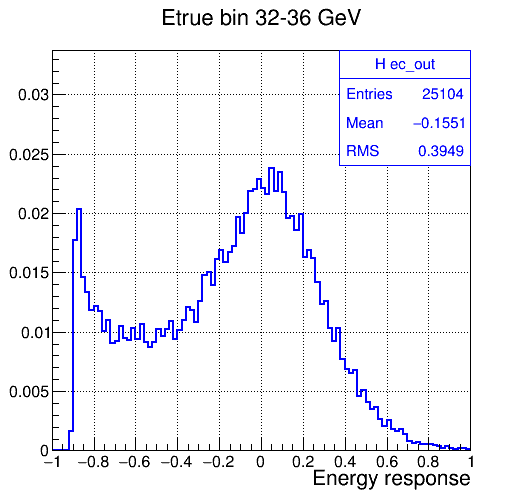 Etrue bin 32-36 GeV
H ec_out
Entries 25104
Mean −0.1551
RMS 0.3949
0.03
0.025
0.02
0.015
0.01
0.005
0
−1 −0.8 −0.6 −0.4 −0.2 0 0.2 0.4 0.6 0.8 1
Energy response